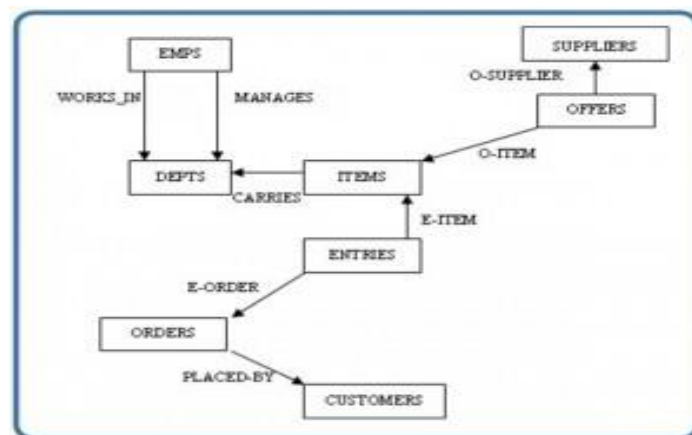 SUPPLIERS
EMPS
O-SUPPLIER
WORKS_IN
MANAGES
OFFERS
O-ITEM
DEPTS
ITEMS
CARRIES
E-ITEM
ENTRIES
E-ORDER
ORDERS
PLACED-BY
CUSTOMERS